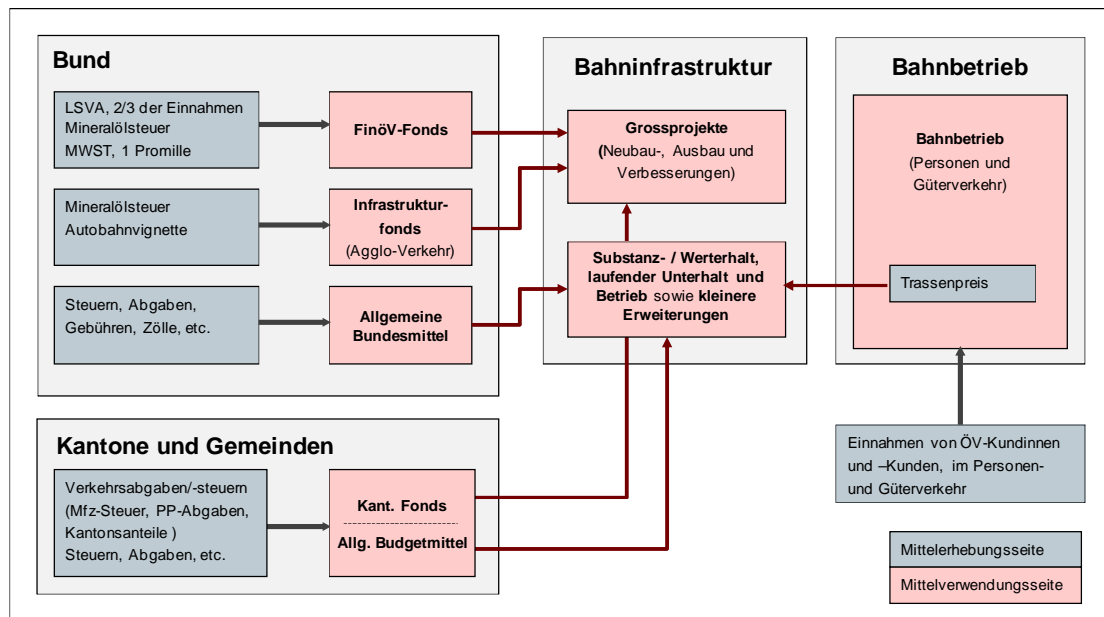 Bund
LSVA, 2/3 der Einnahmen
Mineralölsteuer
MWST, 1 Promille
FinöV-Fonds
Mineralölsteuer
Autobahnvignette
Infrastruktur-
fonds
(Agglo-Verkehr)
Steuern, Abgaben,
Gebühren, Zölle, etc.
Allgemeine
Bundesmittel
Kantone und Gemeinden
Verkehrsabgaben/-steuern
(Mfz-Steuer, PP-Abgaben,
Kantonsanteile )
Steuern, Abgaben, etc.
Kant. Fonds
Allg. Budgetmittel
Bahninfrastruktur
Grossprojekte
(Neubau-, Ausbau und
Verbesserungen)
Substanz- / Werterhalt,
laufender Unterhalt und
Betrieb sowie kleinere
Erweiterungen
Bahnbetrieb
Bahnbetrieb
(Personen und
Güterverkehr)
Trassenpreis
Einnahmen von ÖV-Kundinnen
und –Kunden, im Personen-
und Güterverkehr
Mittelerhebungsseite
Mittelverwendungsseite